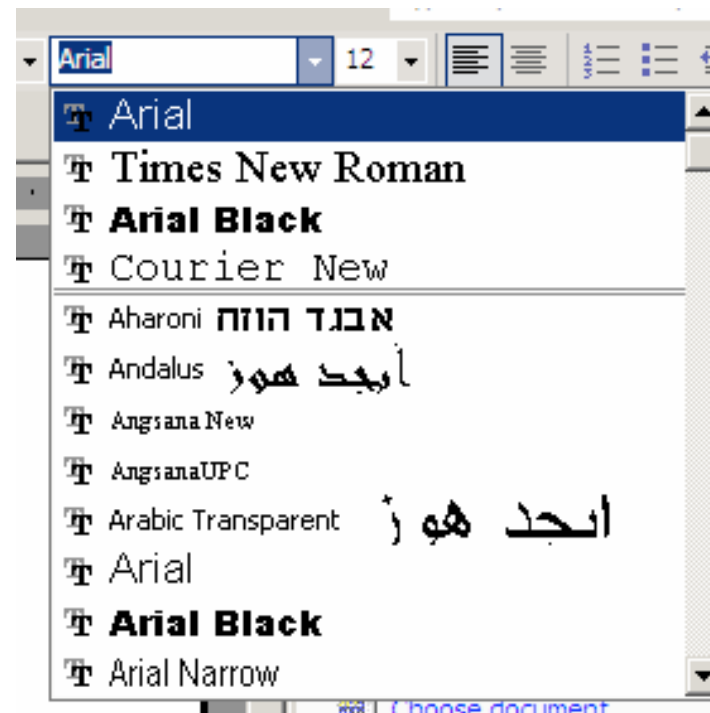 Arial 12
Arial
Times New Roman
Arial Black
Courier New
Aharoni אבגד הוזה
Andalus أبجد هوز
Angsana New
AngsanaUPC
Arabic Transparent ابجد هوز
Arial
Arial Black
Arial Narrow
Choose document